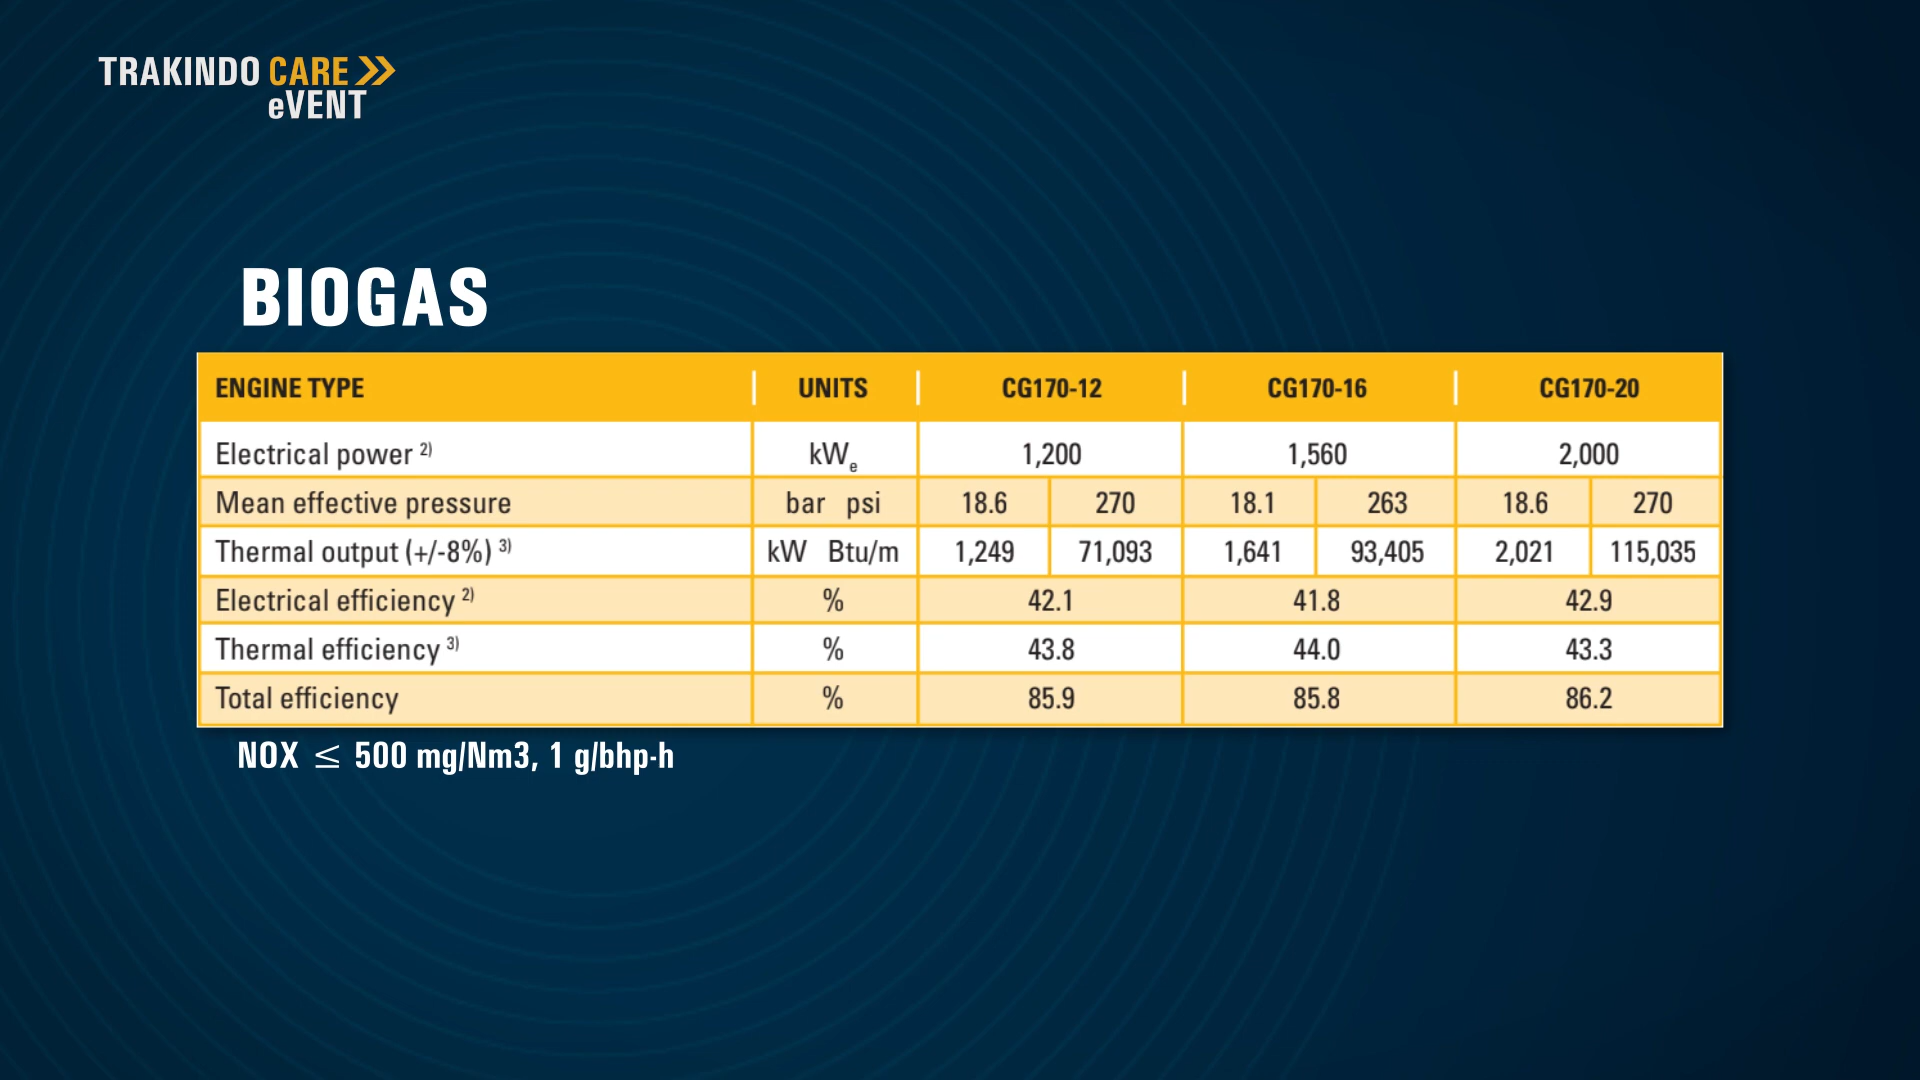 TRAKINDO CARE
eVENT
BIOGAS
ENGINE TYPE UNITS CG170-12 CG170-16 CG170-20
Electrical power 2) kWe 1,200 1,560 2,000
Mean effective pressure bar psi 18.6 270 18.1 263 18.6 270
Thermal output (+/-8%) 3) kW Btu/m 1,249 71,093 1,641 93,405 2,021 115,035
Electrical efficiency 2) % 42.1 41.8 42.9
Thermal efficiency 3) % 43.8 44.0 43.3
Total efficiency % 85.9 85.8 86.2
NOX ≤ 500 mg/Nm3, 1 g/bhp-h